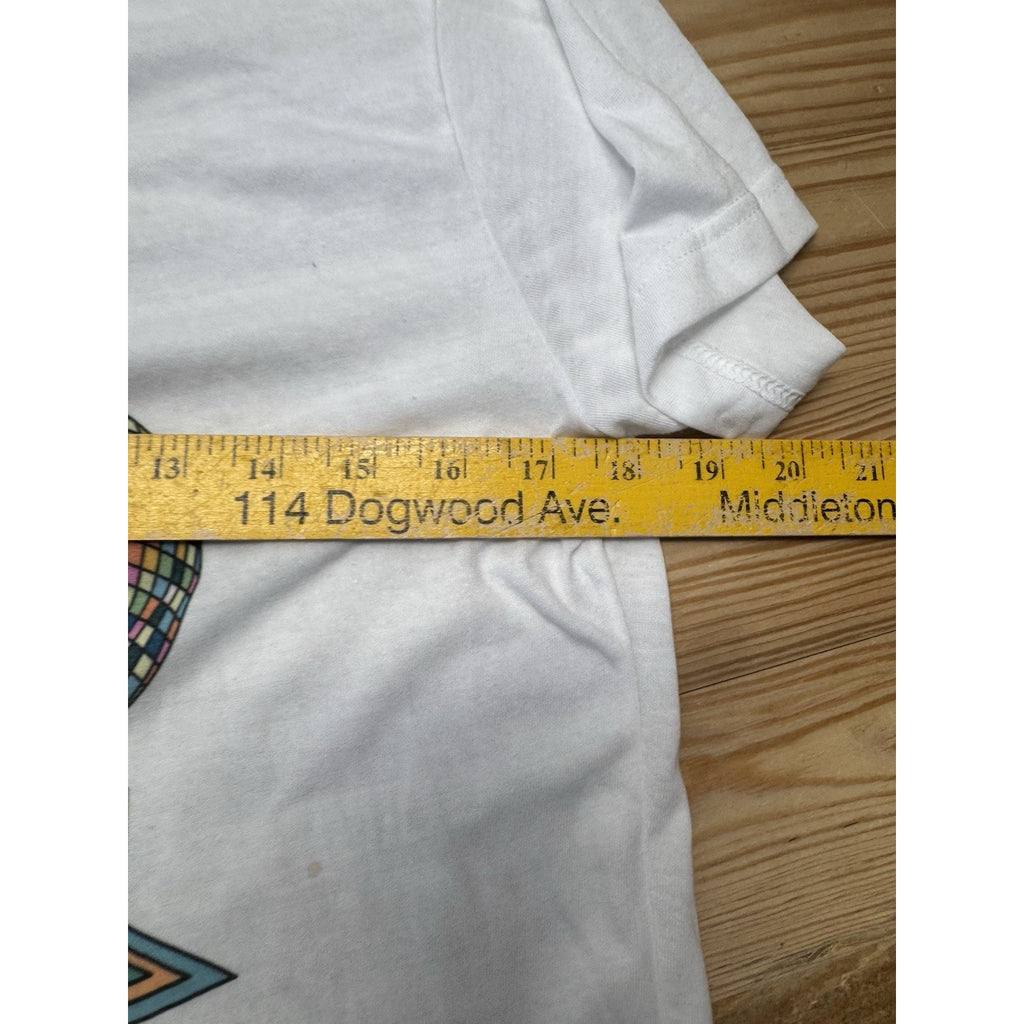 13 14 15 16 17 18 19 20 21
114 Dogwood Ave. Middleton